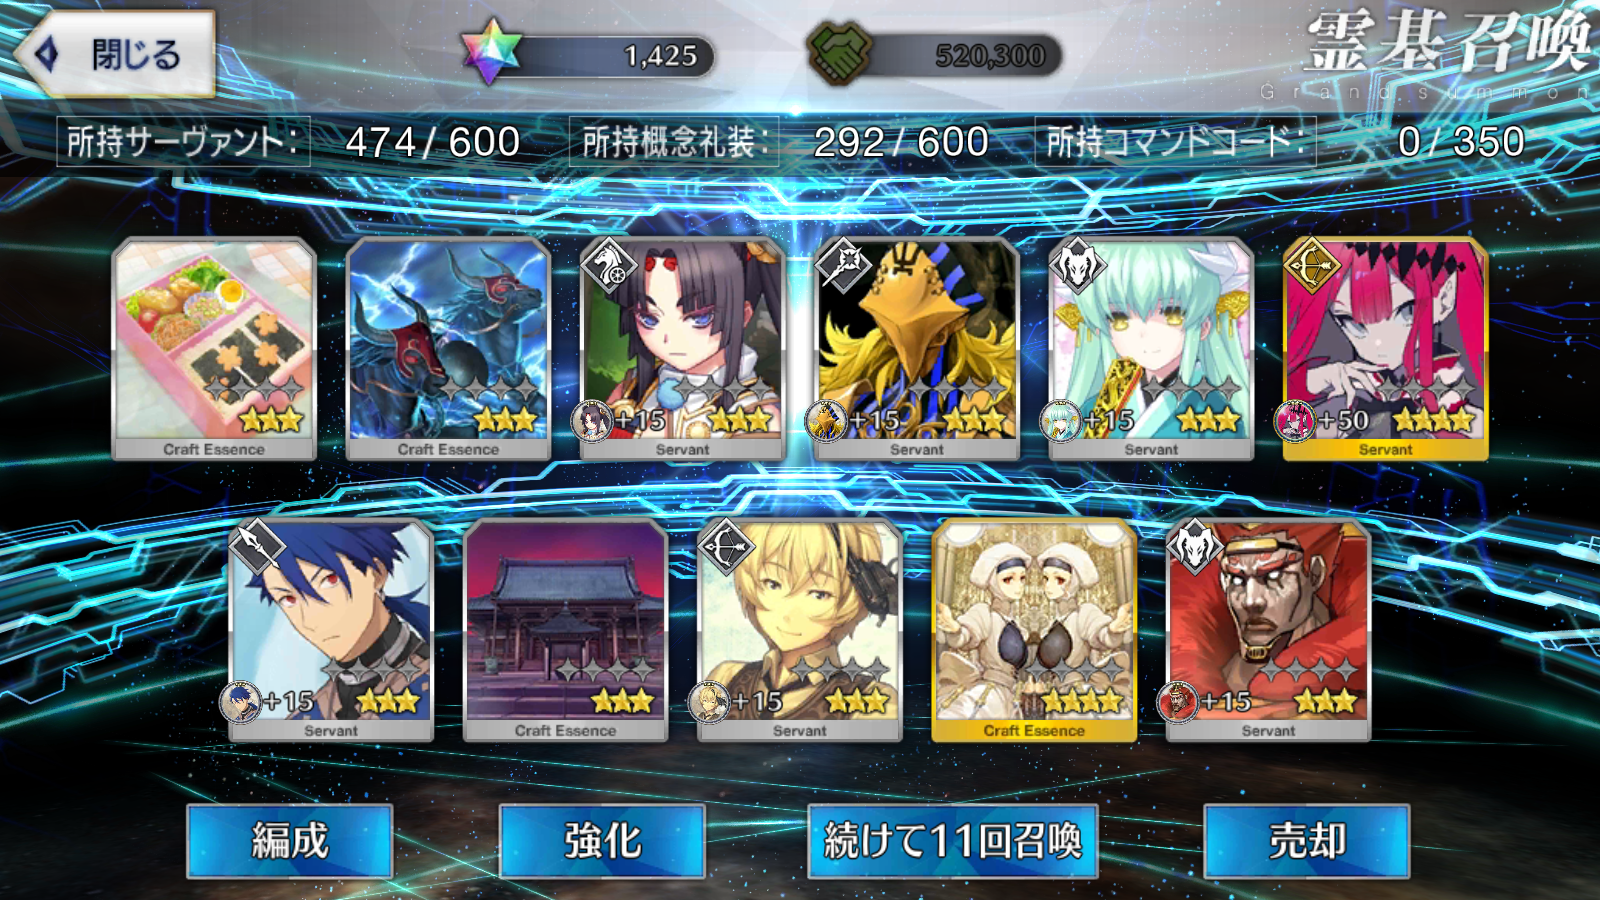 閉じる
1,425
520,300
霊基召喚
Grand summon
所持サーヴァント: 474 / 600
所持概念礼装: 292 / 600
所持コマンドコード: 0 / 350
+15
+15
+15
+50
Craft Essence
Craft Essence
Servant
Servant
Servant
Servant
+15
+15
+15
Servant
Craft Essence
Servant
Craft Essence
Servant
編成
強化
続けて11回召喚
売却